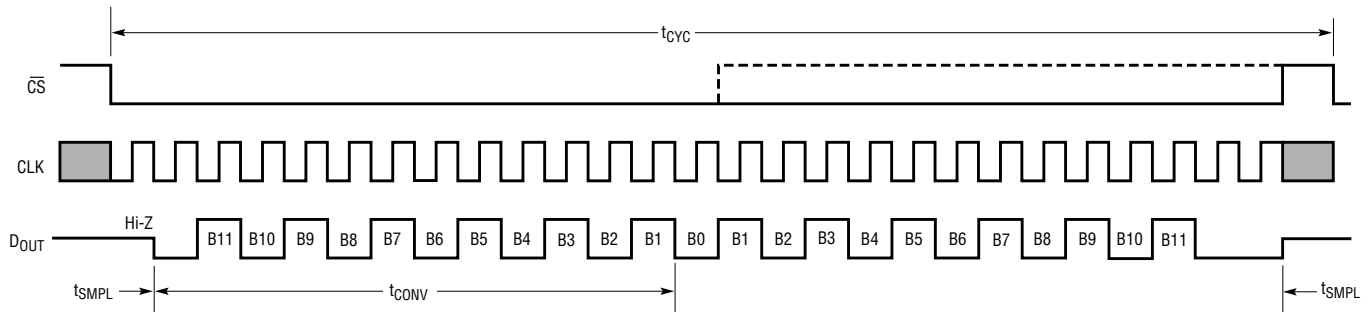 tCYC
CS
CLK
Hi-Z
DOUT B11 B10 B9 B8 B7 B6 B5 B4 B3 B2 B1 B0 B1 B2 B3 B4 B5 B6 B7 B8 B9 B10 B11
tSMPL tCONV tSMPL